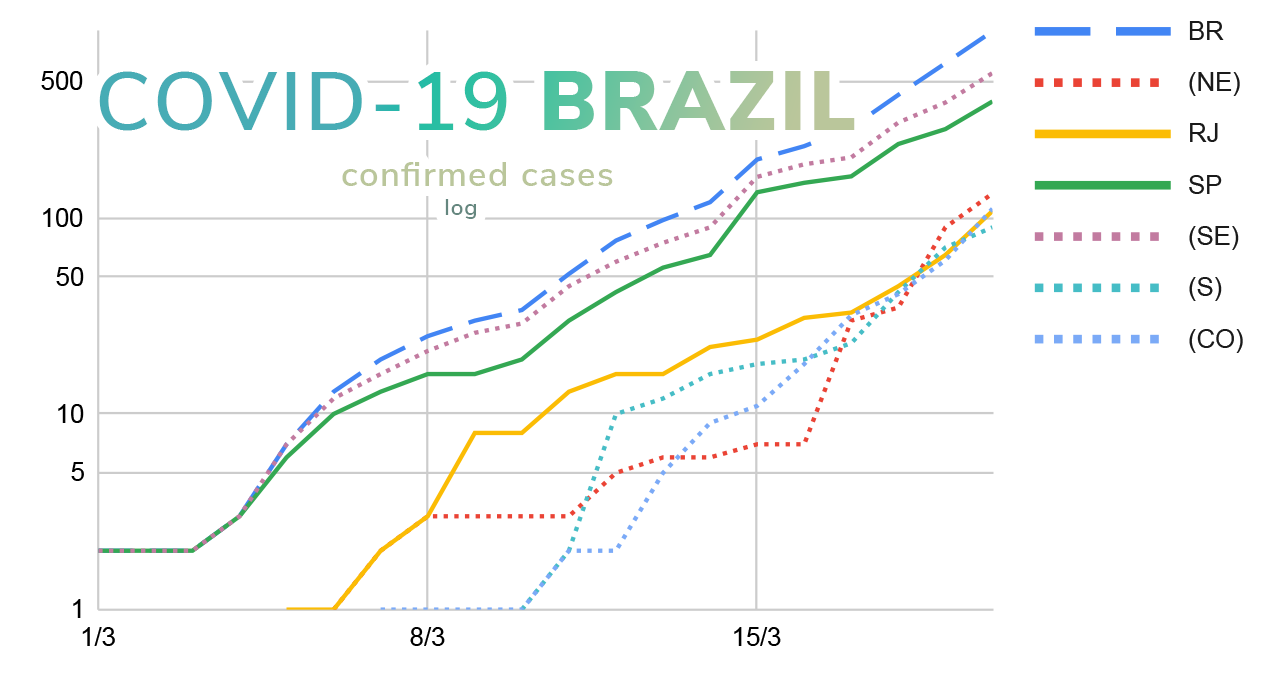 COVID-19 BRAZIL
confirmed cases
log
500
100
50
10
5
1
1/3 8/3 15/3
BR
(NE)
RJ
SP
(SE)
(S)
(CO)